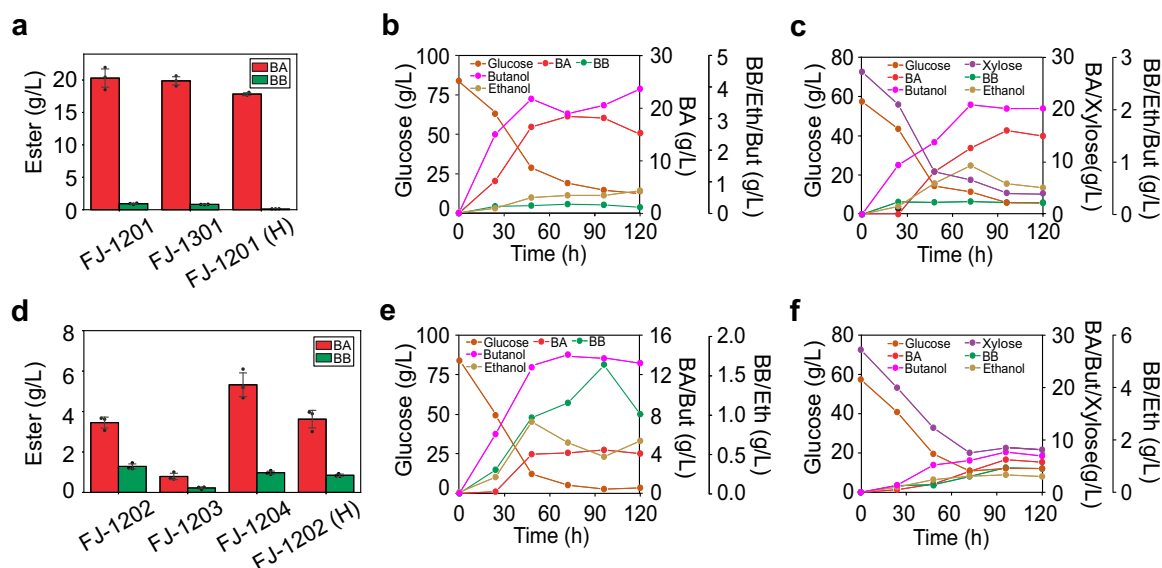 a
Ester (g/L)
20
15
10
5
0
BA
BB
FJ-1201
FJ-1301
FJ-1201 (H)
b
Glucose (g/L)
100
75
50
25
0
Glucose
BA
BB
Butanol
Ethanol
30
20
10
0
BA (g/L)
5
4
3
2
1
0
BB/Eth/But (g/L)
0 30 60 90 120
Time (h)
c
Glucose (g/L)
80
60
40
20
0
Glucose
Xylose
BA
BB
Butanol
Ethanol
30
20
10
0
BA/Xylose(g/L)
3
2
1
0
BB/Eth/But (g/L)
0 30 60 90 120
Time (h)
d
Ester (g/L)
8
6
4
2
0
BA
BB
FJ-1202
FJ-1203
FJ-1204
FJ-1202 (H)
e
Glucose (g/L)
100
75
50
25
0
Glucose
BA
BB
Butanol
Ethanol
16
12
8
4
0
BA/But (g/L)
2.0
1.5
1.0
0.5
0.0
BB/Eth (g/L)
0 30 60 90 120
Time (h)
f
Glucose (g/L)
80
60
40
20
0
Glucose
Xylose
BA
BB
Butanol
Ethanol
30
20
10
0
BA/But/Xylose(g/L)
6
4
2
0
BB/Eth (g/L)
0 30 60 90 120
Time (h)